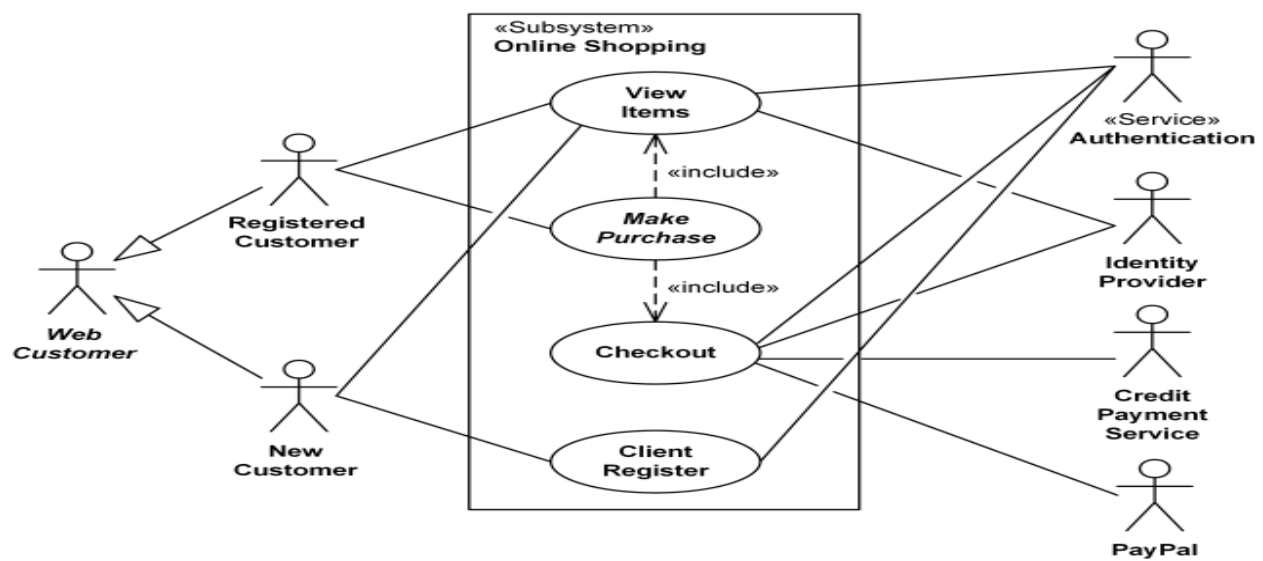 «Subsystem»
Online Shopping
View
Items
«include»
Make
Purchase
«include»
Checkout
Client
Register
Registered
Customer
Web
Customer
New
Customer
«Service»
Authentication
Identity
Provider
Credit
Payment
Service
PayPal